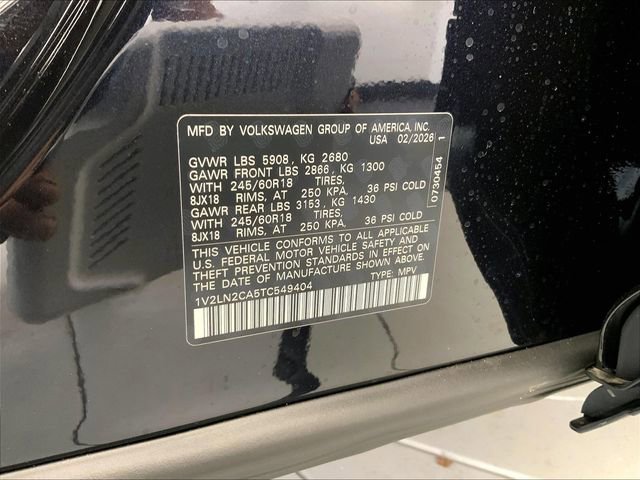 MFD BY VOLKSWAGEN GROUP OF AMERICA, INC.
USA 02/2026
GVWR LBS 5908, KG 2680
GAWR FRONT LBS 2866, KG 1300
WITH 245/60R18 TIRES,
8JX18 RIMS, AT 250 KPA, 36 PSI COLD
GAWR REAR LBS 3153, KG 1430
WITH 245/60R18 TIRES,
8JX18 RIMS, AT 250 KPA, 36 PSI COLD
THIS VEHICLE CONFORMS TO ALL APPLICABLE
U.S. FEDERAL MOTOR VEHICLE SAFETY AND
THEFT PREVENTION STANDARDS IN EFFECT ON
THE DATE OF MANUFACTURE SHOWN ABOVE.
1V2LN2CA5TC549404 TYPE: MPV
0730454 1